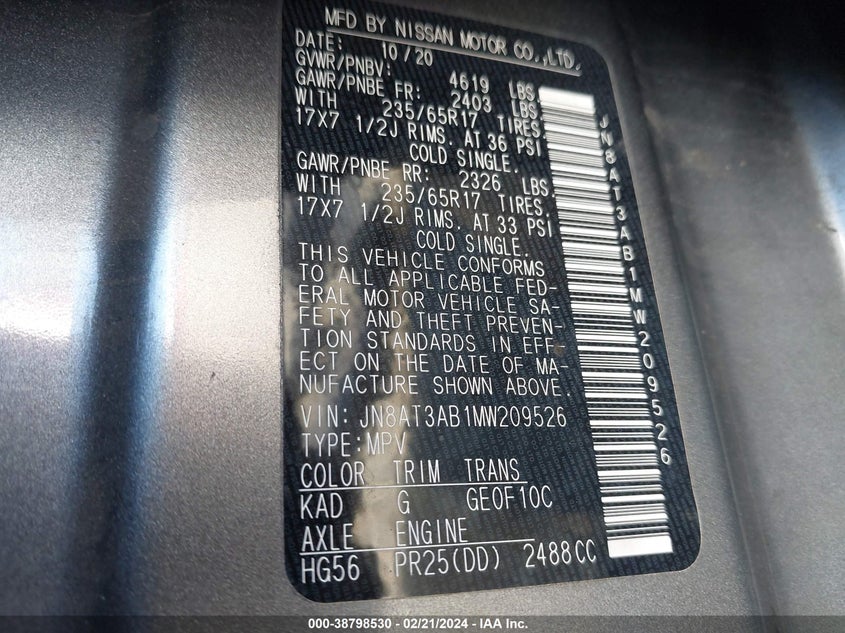 MFD BY NISSAN MOTOR CO.,LTD.
DATE: 10/20
GVWR/PNBV: 4619 LBS
GAWR/PNBE FR: 2403 LBS
WITH 235/65R17 TIRES.
17X7 1/2J RIMS. AT 36 PSI
COLD SINGLE.
GAWR/PNBE RR: 2326 LBS
WITH 235/65R17 TIRES.
17X7 1/2J RIMS. AT 33 PSI
COLD SINGLE.
THIS VEHICLE CONFORMS
TO ALL APPLICABLE FED-
ERAL MOTOR VEHICLE SA-
FETY AND THEFT PREVEN-
TION STANDARDS IN EFF-
ECT ON THE DATE OF MA-
NUFACTURE SHOWN ABOVE.
VIN: JN8AT3AB1MW209526
TYPE:MPV
COLOR TRIM TRANS
KAD G GE0F10C
AXLE ENGINE
HG56 PR25(DD) 2488CC
JN8AT3AB1MW209526
000-38798530 - 02/21/2024 - IAA Inc.